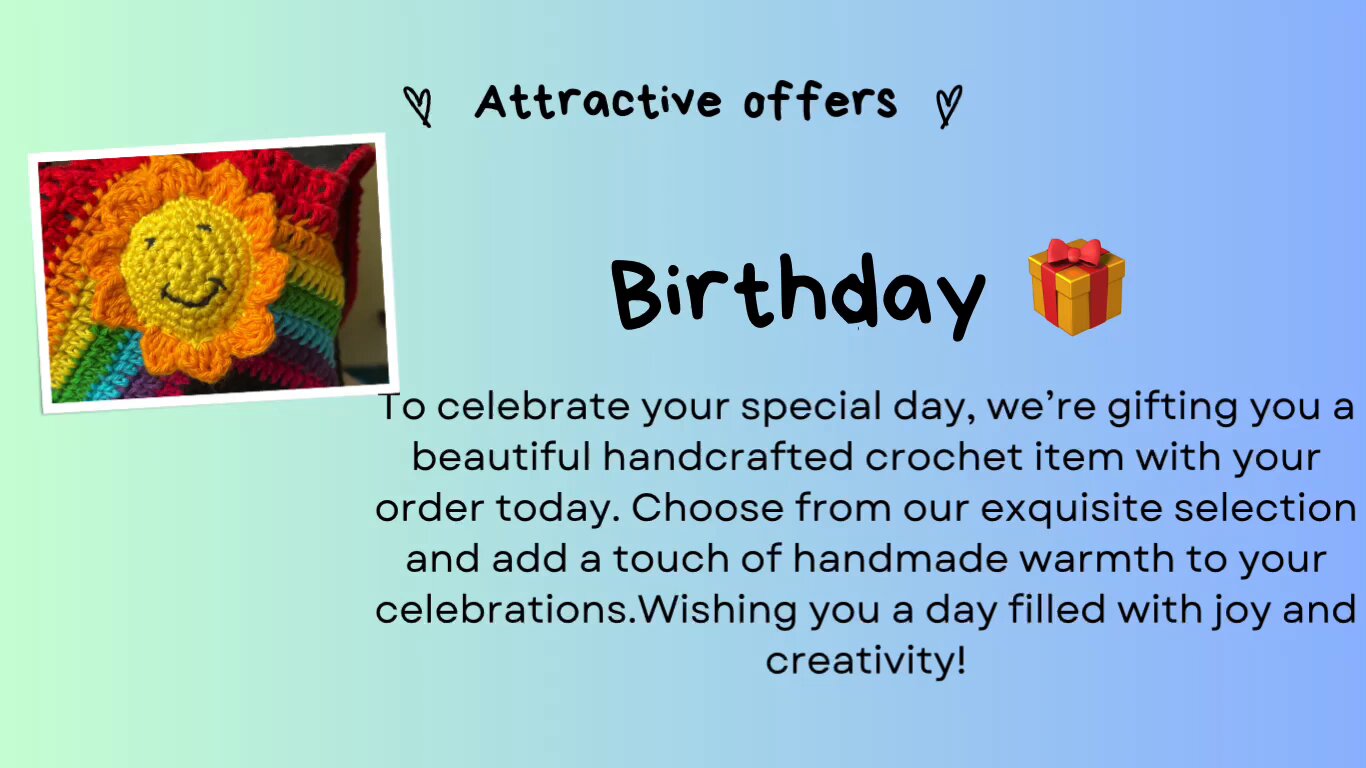 Attractive offers
Birthday
To celebrate your special day, we’re gifting you a
beautiful handcrafted crochet item with your
order today. Choose from our exquisite selection
and add a touch of handmade warmth to your
celebrations.Wishing you a day filled with joy and
creativity!